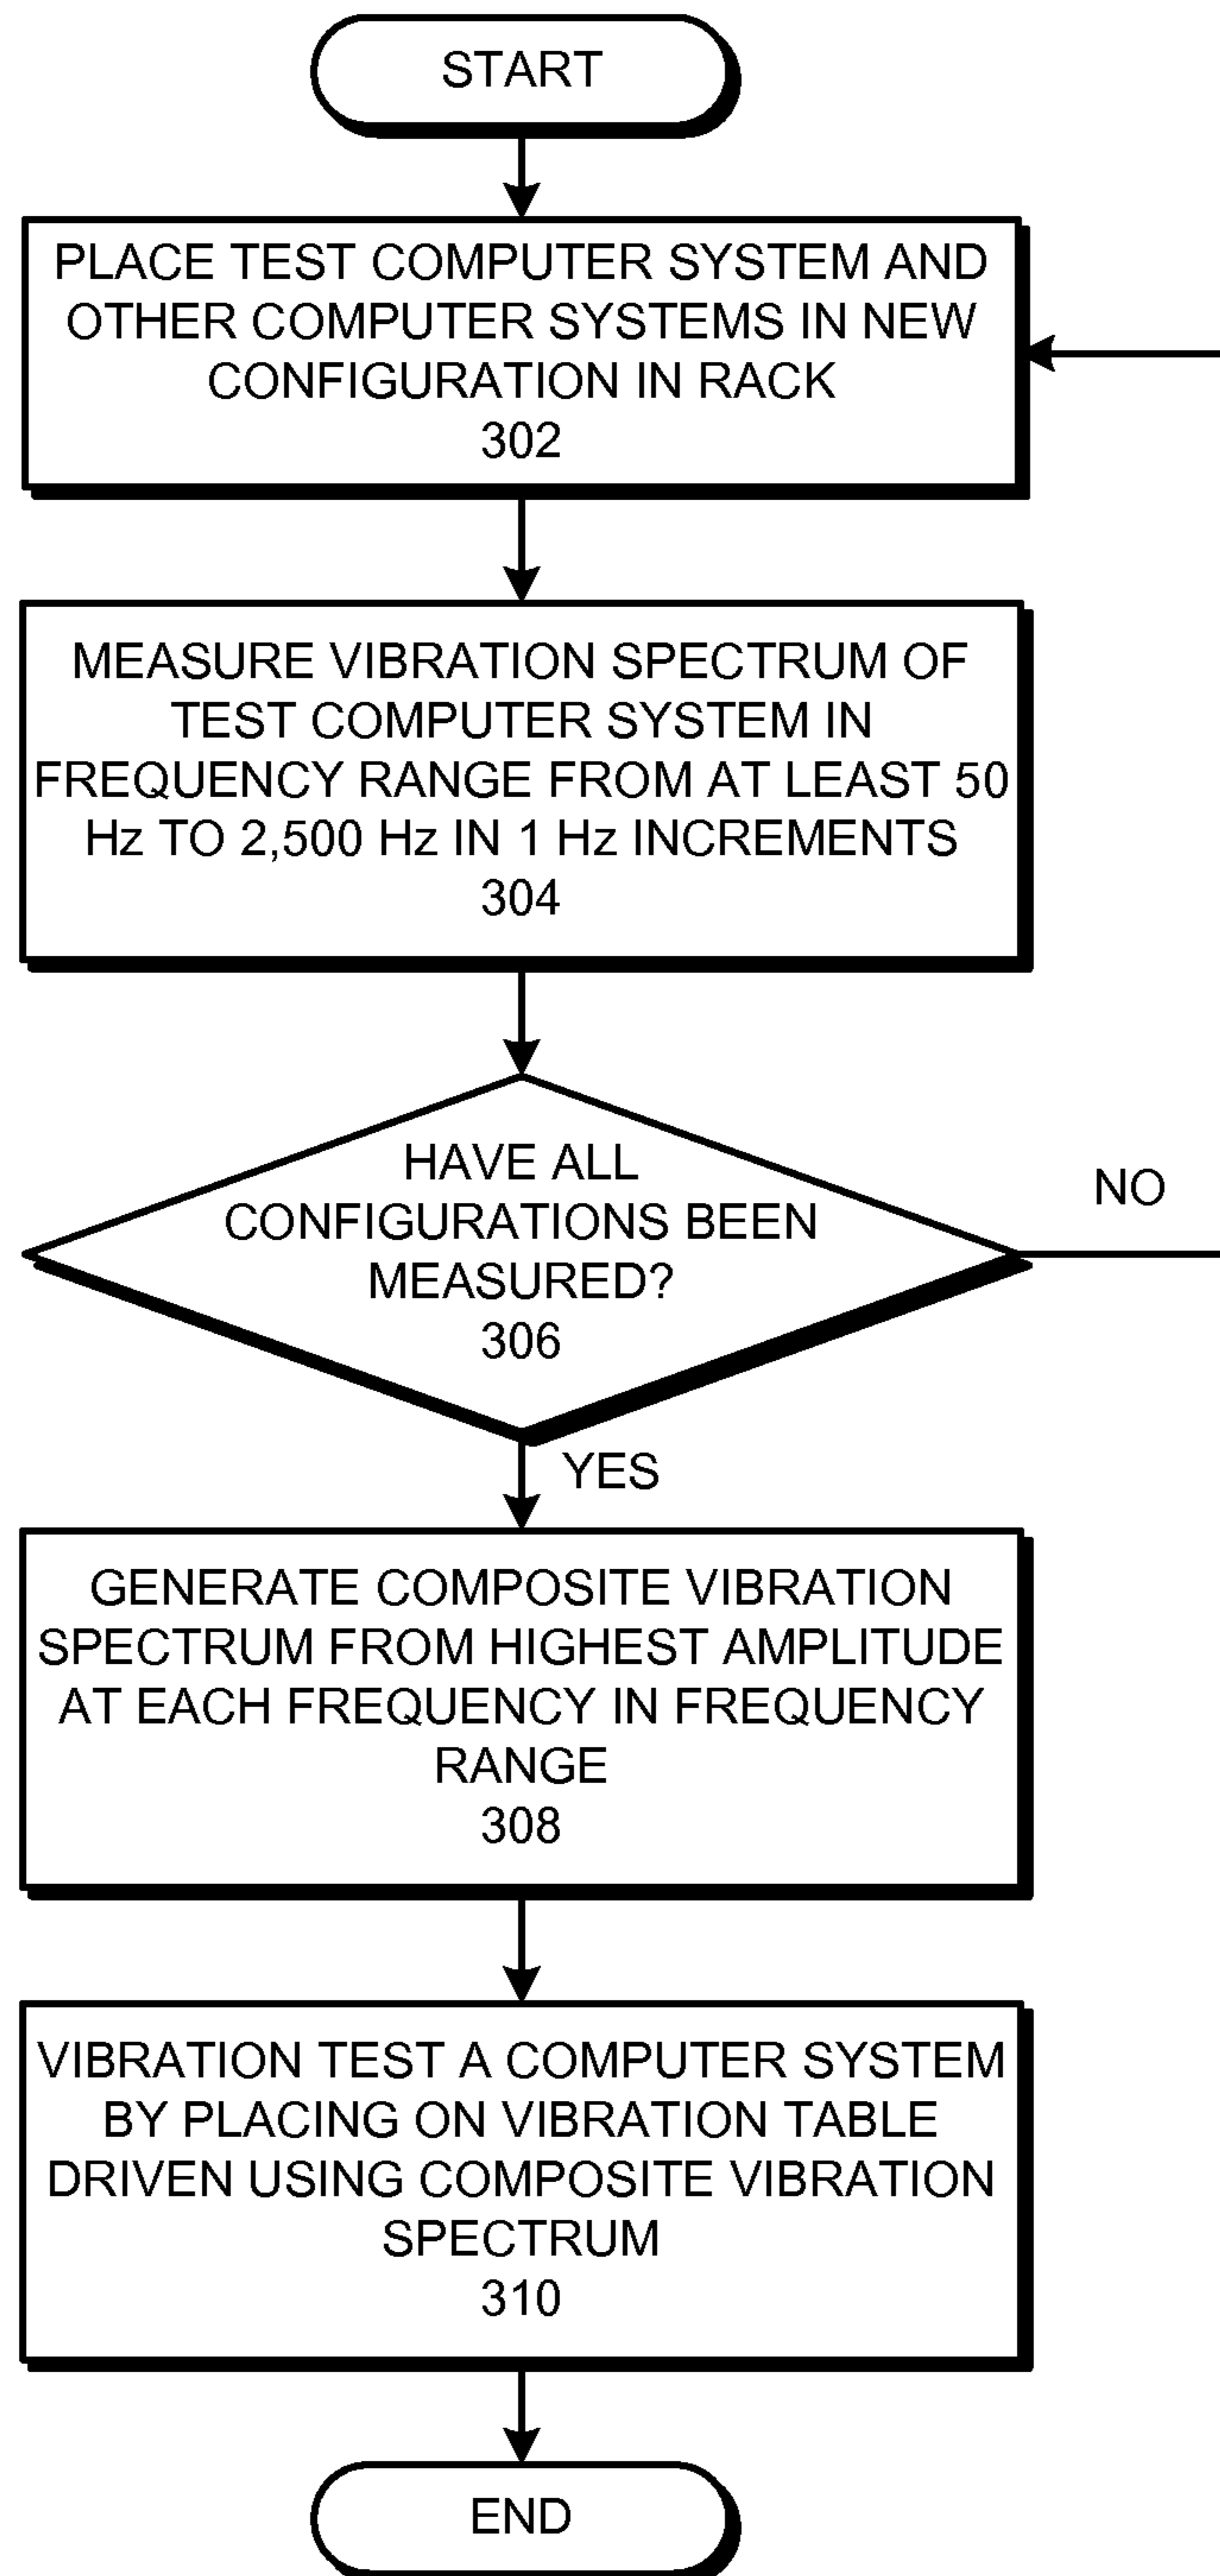 START
PLACE TEST COMPUTER SYSTEM AND
OTHER COMPUTER SYSTEMS IN NEW
CONFIGURATION IN RACK
302
MEASURE VIBRATION SPECTRUM OF
TEST COMPUTER SYSTEM IN
FREQUENCY RANGE FROM AT LEAST 50
Hz TO 2,500 Hz IN 1 Hz INCREMENTS
304
HAVE ALL
CONFIGURATIONS BEEN
MEASURED?
306
NO
YES
GENERATE COMPOSITE VIBRATION
SPECTRUM FROM HIGHEST AMPLITUDE
AT EACH FREQUENCY IN FREQUENCY
RANGE
308
VIBRATION TEST A COMPUTER SYSTEM
BY PLACING ON VIBRATION TABLE
DRIVEN USING COMPOSITE VIBRATION
SPECTRUM
310
END